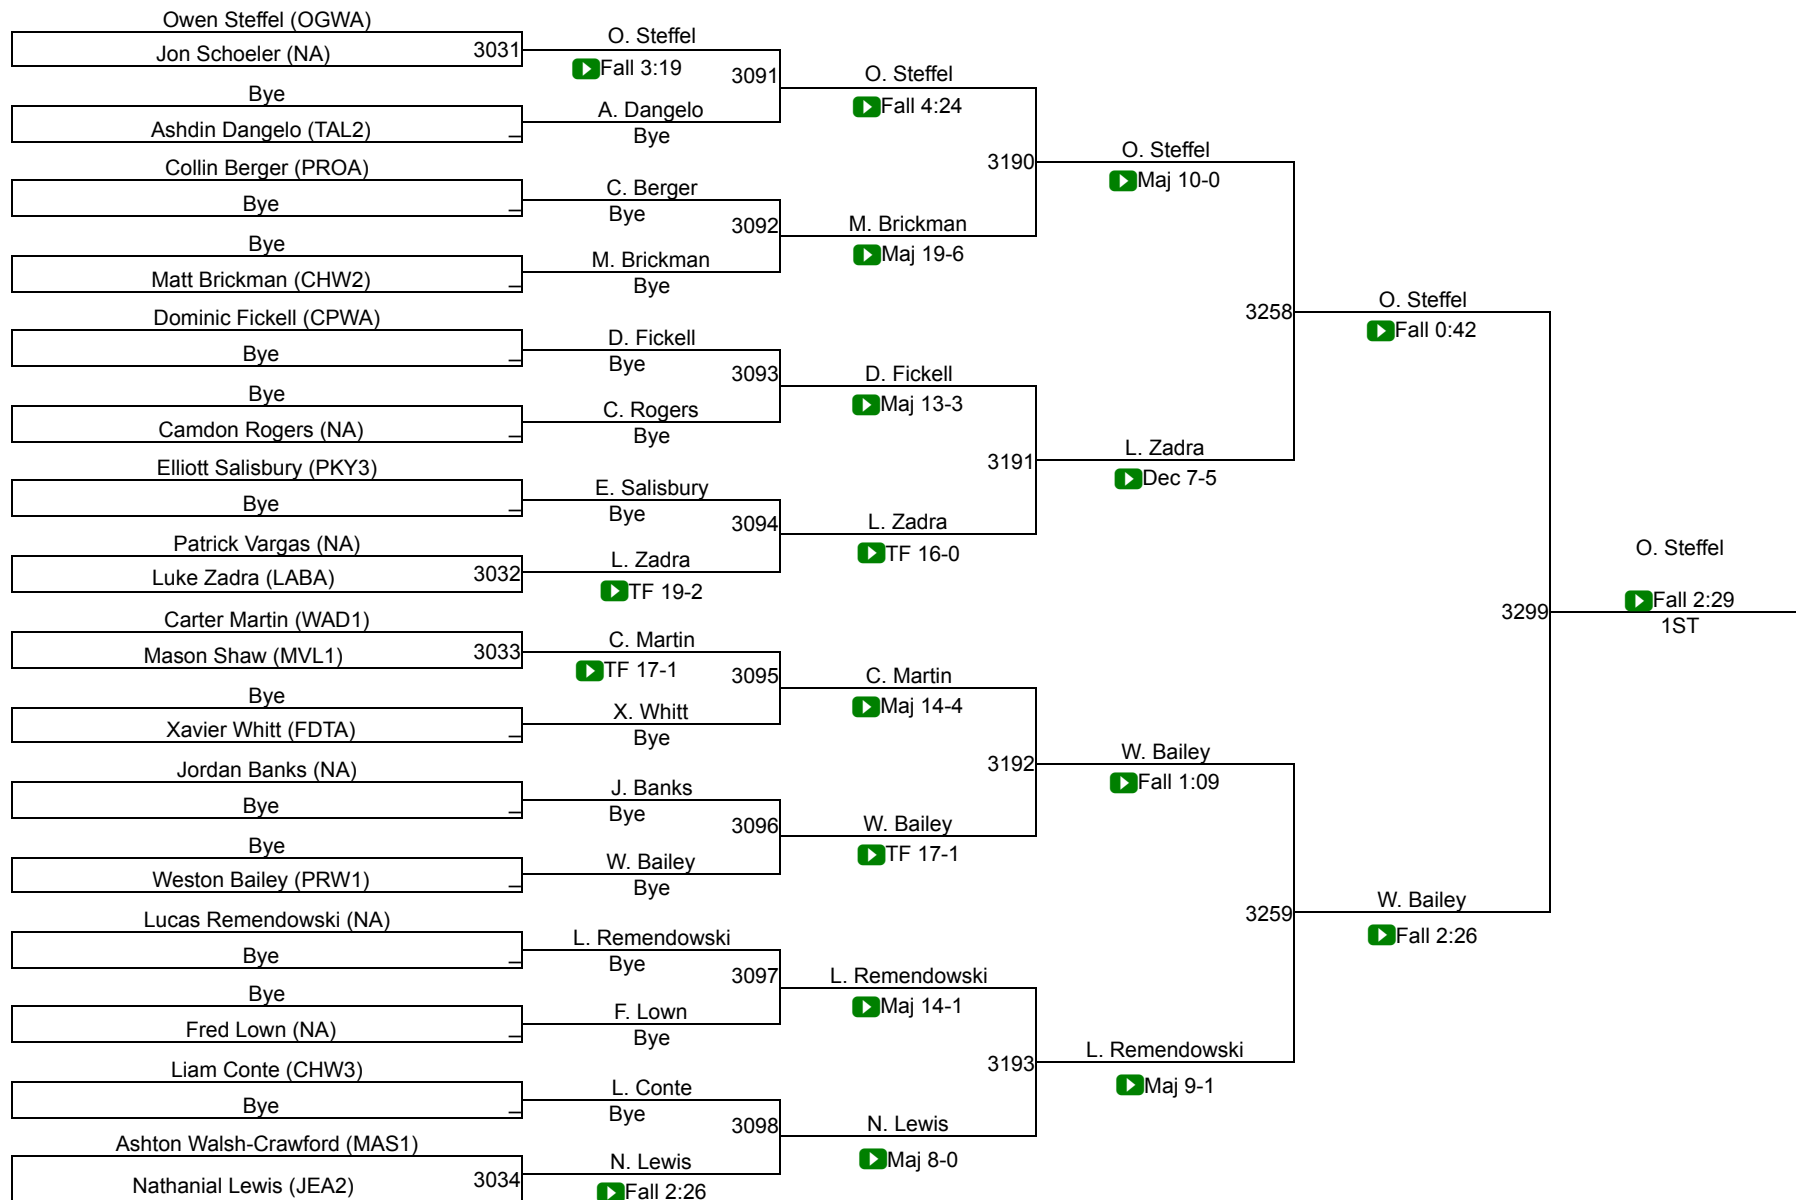 Owen Steffel (OGWA)
Jon Schoeler (NA)
3031
Bye
Ashdin Dangelo (TAL2)
Collin Berger (PROA)
Bye
Bye
Matt Brickman (CHW2)
Dominic Fickell (CPWA)
Bye
Bye
Camdon Rogers (NA)
Elliott Salisbury (PKY3)
Bye
Patrick Vargas (NA)
Luke Zadra (LABA)
3032
Carter Martin (WAD1)
Mason Shaw (MVL1)
3033
Bye
Xavier Whitt (FDTA)
Jordan Banks (NA)
Bye
Bye
Weston Bailey (PRW1)
Lucas Remendowski (NA)
Bye
Bye
Fred Lown (NA)
Liam Conte (CHW3)
Bye
Ashton Walsh-Crawford (MAS1)
Nathanial Lewis (JEA2)
3034
O. Steffel
Fall 3:19
3091
A. Dangelo
Bye
C. Berger
Bye
3092
M. Brickman
Bye
D. Fickell
Bye
3093
C. Rogers
Bye
E. Salisbury
Bye
3094
L. Zadra
TF 19-2
C. Martin
TF 17-1
3095
X. Whitt
Bye
J. Banks
Bye
3096
W. Bailey
Bye
L. Remendowski
Bye
3097
F. Lown
Bye
L. Conte
Bye
3098
N. Lewis
Fall 2:26
O. Steffel
Fall 4:24
3190
M. Brickman
Maj 19-6
D. Fickell
Maj 13-3
3191
L. Zadra
TF 16-0
C. Martin
Maj 14-4
3192
W. Bailey
TF 17-1
L. Remendowski
Maj 14-1
3193
N. Lewis
Maj 8-0
O. Steffel
Maj 10-0
3258
L. Zadra
Dec 7-5
W. Bailey
Fall 1:09
3259
L. Remendowski
Maj 9-1
O. Steffel
Fall 0:42
3299
W. Bailey
Fall 2:26
O. Steffel
Fall 2:29
1ST